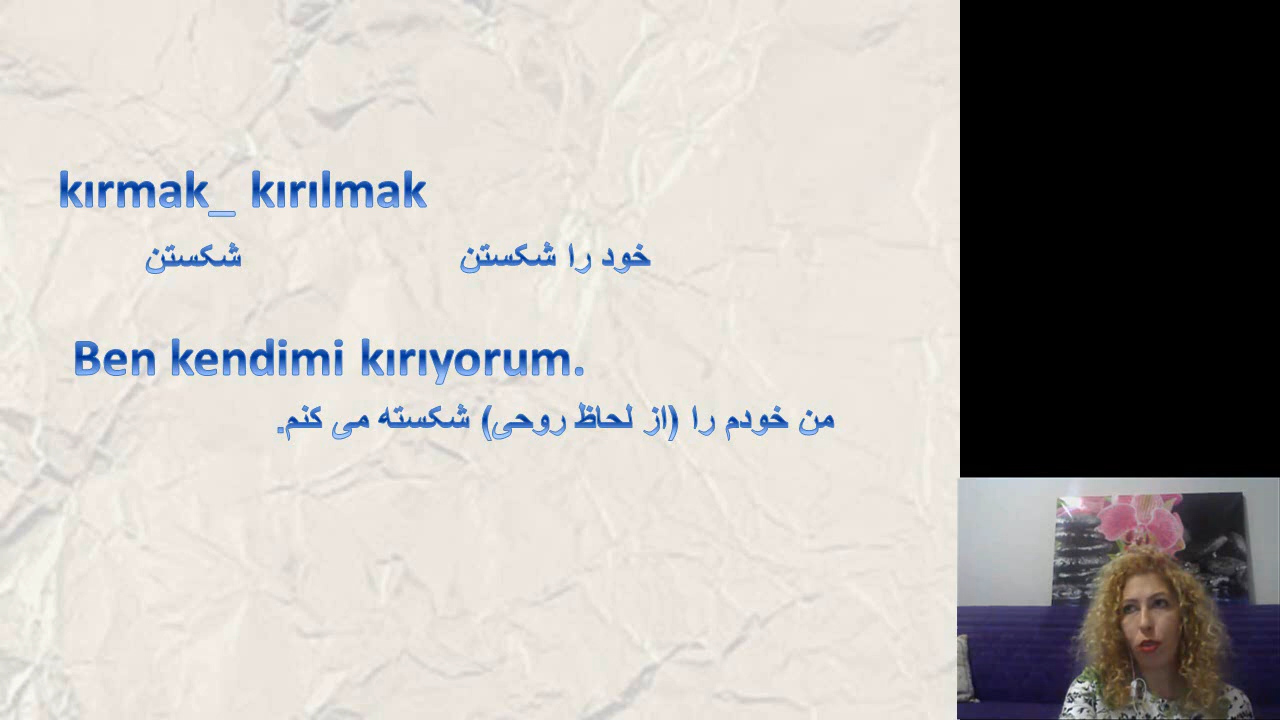 kırmak_ kırılmak
شکستن خود را شکستن
Ben kendimi kırıyorum.
من خودم را (از لحاظ روحی) شکسته می کنم.